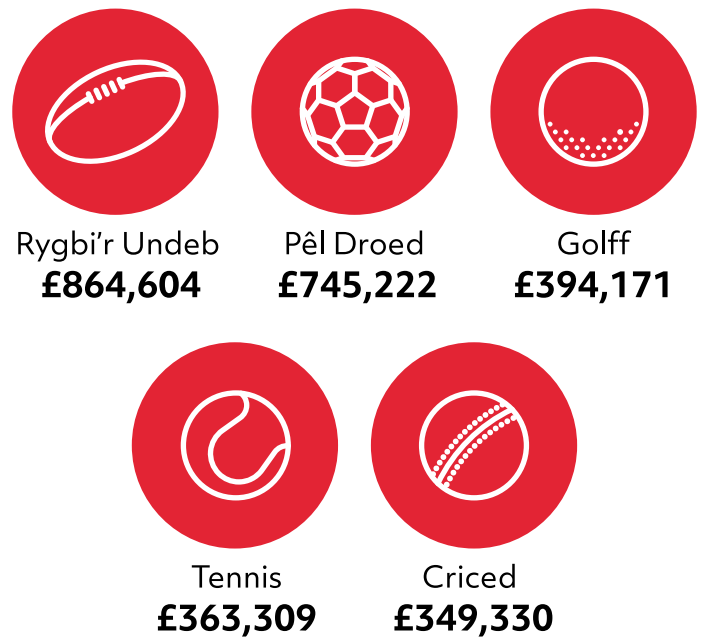 Rygbi’r Undeb
£864,604
Pêl Droed
£745,222
Golff
£394,171
Tennis
£363,309
Criced
£349,330